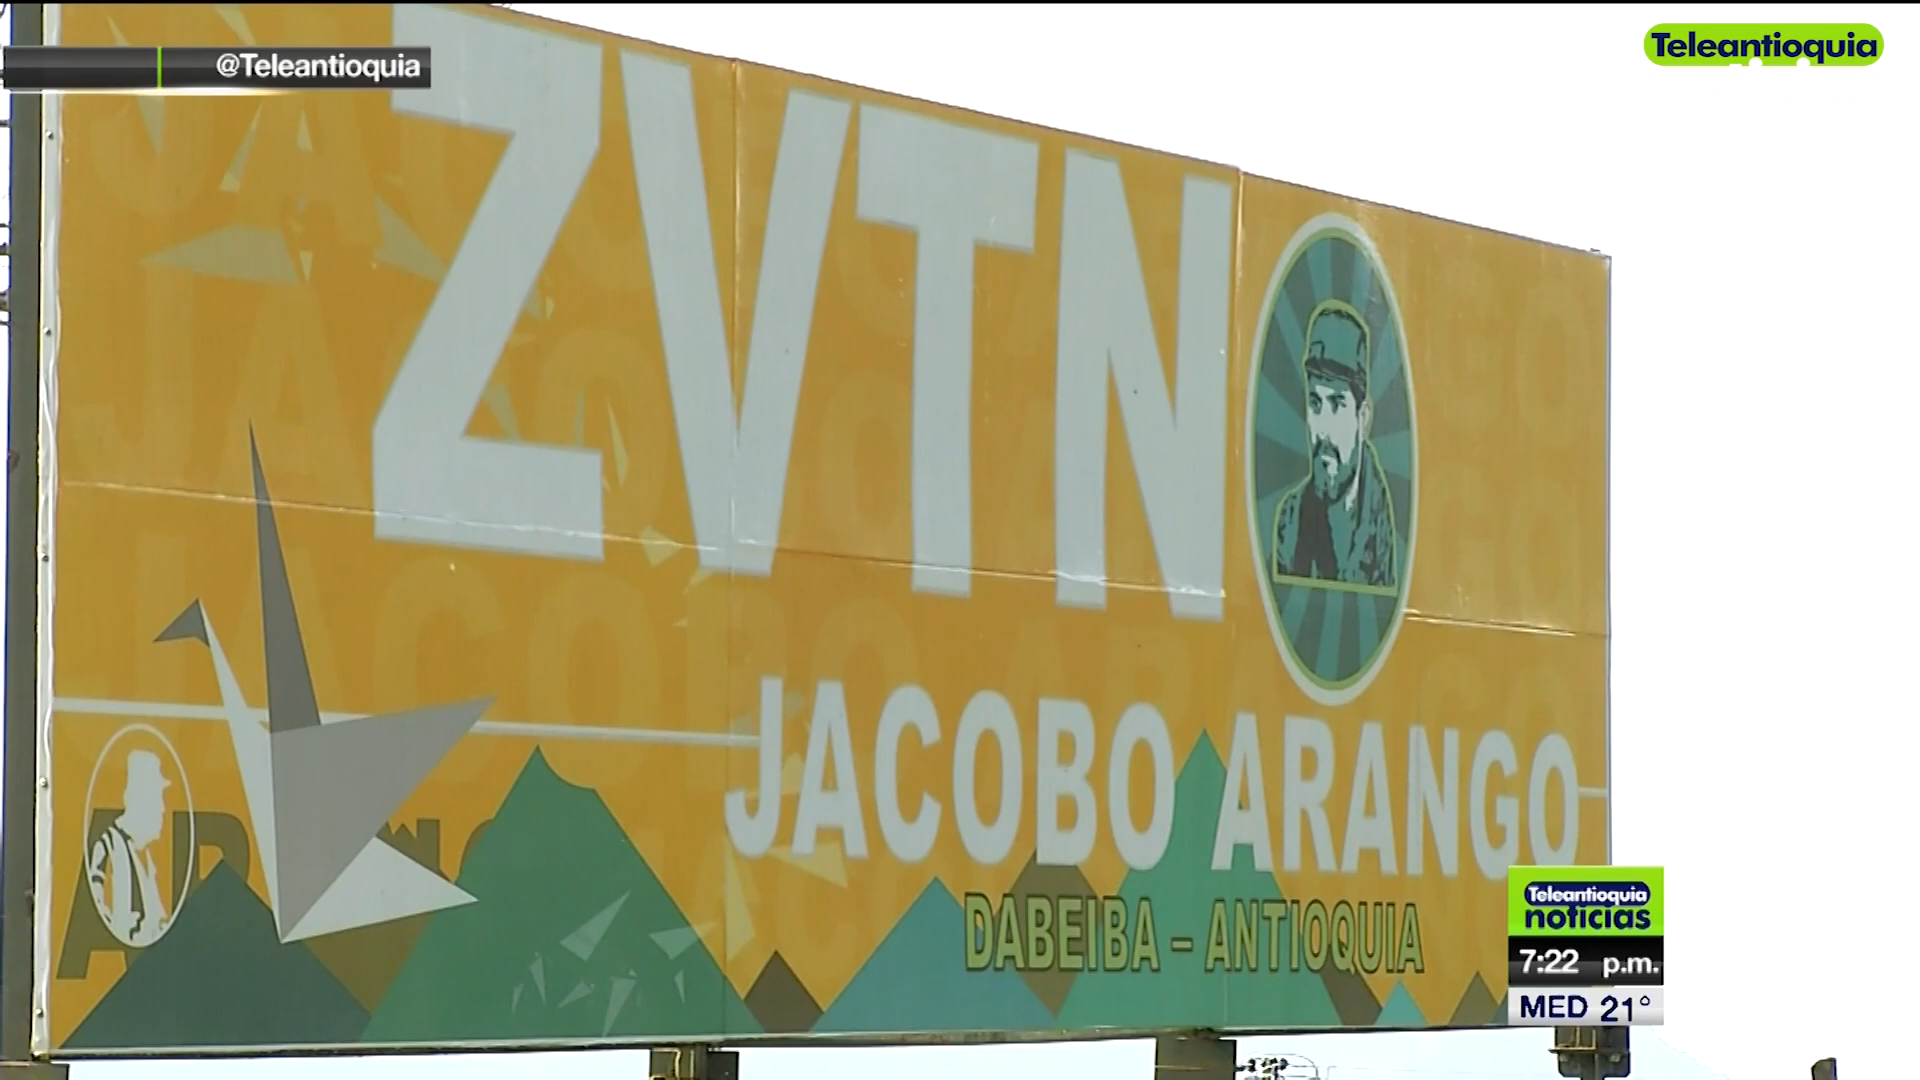 @Teleantioquia
Teleantioquia
ZVTN
JACOBO ARANGO
DABEIBA – ANTIOQUIA
Teleantioquia
noticias
7:22 p.m.
MED 21°